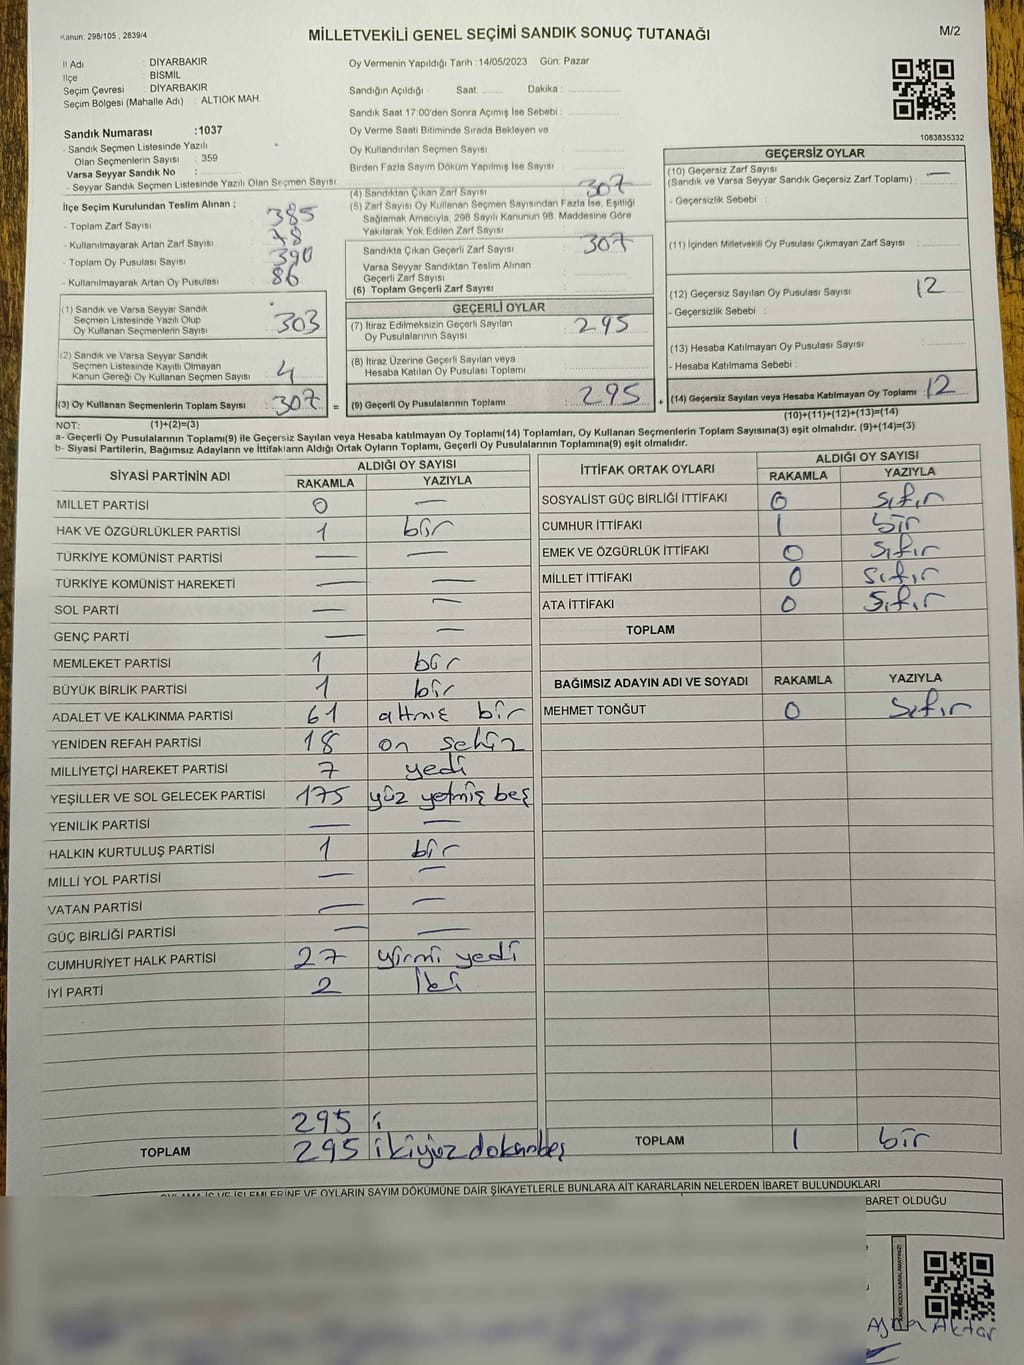 Kanun: 298/105 , 2839/4
MİLLETVEKİLİ GENEL SEÇİMİ SANDIK SONUÇ TUTANAĞI
M/2
İl Adı : DİYARBAKIR
İlçe : BİSMİL
Seçim Çevresi : DİYARBAKIR
Seçim Bölgesi (Mahalle Adı) : ALTIOK MAH.
Sandık Numarası :1037
- Sandık Seçmen Listesinde Yazılı
Olan Seçmenlerin Sayısı : 359
Varsa Seyyar Sandık No :
- Seyyar Sandık Seçmen Listesinde Yazılı Olan Seçmen Sayısı
İlçe Seçim Kurulundan Teslim Alınan ;
- Toplam Zarf Sayısı : 385
- Kullanılmayarak Artan Zarf Sayısı : 78
- Toplam Oy Pusulası Sayısı : 390
- Kullanılmayarak Artan Oy Pusulası : 86
(1) Sandık ve Varsa Seyyar Sandık
Seçmen Listesinde Yazılı Olup
Oy Kullanan Seçmenlerin Sayısı : 303
(2) Sandık ve Varsa Seyyar Sandık
Seçmen Listesinde Kayıtlı Olmayan
Kanun Gereği Oy Kullanan Seçmen Sayısı : 4
(3) Oy Kullanan Seçmenlerin Toplam Sayısı : 307
Oy Vermenin Yapıldığı Tarih : 14/05/2023 Gün: Pazar
Sandığın Açıldığı Saat: Dakika :
Sandık Saat 17:00'den Sonra Açılmış İse Sebebi :
Oy Verme Saati Bitiminde Sırada Bekleyen ve
Oy Kullandırılan Seçmen Sayısı :
Birden Fazla Sayım Döküm Yapılmış İse Sayısı :
(4) Sandıktan Çıkan Zarf Sayısı : 307
(5) Zarf Sayısı Oy Kullanan Seçmen Sayısından Fazla İse, Eşitliği
Sağlamak Amacıyla, 298 Sayılı Kanunun 98. Maddesine Göre
Yakılarak Yok Edilen Zarf Sayısı :
Sandıkta Çıkan Geçerli Zarf Sayısı : 307
Varsa Seyyar Sandıktan Teslim Alınan
Geçerli Zarf Sayısı :
(6) Toplam Geçerli Zarf Sayısı :
GEÇERLİ OYLAR
(7) İtiraz Edilmeksizin Geçerli Sayılan
Oy Pusulalarının Sayısı : 295
(8) İtiraz Üzerine Geçerli Sayılan veya
Hesaba Katılan Oy Pusulası Toplamı :
= (9) Geçerli Oy Pusulalarının Toplamı : 295
1083835332
GEÇERSİZ OYLAR
(10) Geçersiz Zarf Sayısı
(Sandık ve Varsa Seyyar Sandık Geçersiz Zarf Toplamı) : —
- Geçersizlik Sebebi :
(11) İçinden Milletvekili Oy Pusulası Çıkmayan Zarf Sayısı :
(12) Geçersiz Sayılan Oy Pusulası Sayısı : 12
- Geçersizlik Sebebi :
(13) Hesaba Katılmayan Oy Pusulası Sayısı :
- Hesaba Katılmama Sebebi :
+ (14) Geçersiz Sayılan veya Hesaba Katılmayan Oy Toplamı : 12
NOT: (1)+(2)=(3) (10)+(11)+(12)+(13)=(14)
a- Geçerli Oy Pusulalarının Toplamı(9) ile Geçersiz Sayılan veya Hesaba katılmayan Oy Toplamı(14) Toplamları, Oy Kullanan Seçmenlerin Toplam Sayısına(3) eşit olmalıdır. (9)+(14)=(3)
b- Siyasi Partilerin, Bağımsız Adayların ve İttifakların Aldığı Ortak Oyların Toplamı, Geçerli Oy Pusulalarının Toplamına(9) eşit olmalıdır.
SİYASİ PARTİNİN ADI ALDIĞI OY SAYISI
RAKAMLA YAZIYLA
MİLLET PARTİSİ 0 —
HAK VE ÖZGÜRLÜKLER PARTİSİ 1 bir
TÜRKİYE KOMÜNİST PARTİSİ — —
TÜRKİYE KOMÜNİST HAREKETİ — —
SOL PARTİ — —
GENÇ PARTİ — —
MEMLEKET PARTİSİ 1 bir
BÜYÜK BİRLİK PARTİSİ 1 bir
ADALET VE KALKINMA PARTİSİ 61 altmış bir
YENİDEN REFAH PARTİSİ 18 on sekiz
MİLLİYETÇİ HAREKET PARTİSİ 7 yedi
YEŞİLLER VE SOL GELECEK PARTİSİ 175 yüz yetmiş beş
YENİLİK PARTİSİ — —
HALKIN KURTULUŞ PARTİSİ 1 bir
MİLLİ YOL PARTİSİ — —
VATAN PARTİSİ — —
GÜÇ BİRLİĞİ PARTİSİ — —
CUMHURİYET HALK PARTİSİ 27 yirmi yedi
İYİ PARTİ 2 İki
295 i
TOPLAM 295 ikiyüz doksanbeş
İTTİFAK ORTAK OYLARI ALDIĞI OY SAYISI
RAKAMLA YAZIYLA
SOSYALİST GÜÇ BİRLİĞİ İTTİFAKI 0 sıfır
CUMHUR İTTİFAKI 1 bir
EMEK VE ÖZGÜRLÜK İTTİFAKI 0 sıfır
MİLLET İTTİFAKI 0 sıfır
ATA İTTİFAKI 0 sıfır
TOPLAM
BAĞIMSIZ ADAYIN ADI VE SOYADI RAKAMLA YAZIYLA
MEHMET TONĞUT 0 sıfır
TOPLAM 1 bir
İŞLEMLERİNE VE OYLARIN SAYIM DÖKÜMÜNE DAİR ŞİKAYETLERLE BUNLARA AİT KARARLARIN NELERDEN İBARET BULUNDUKLARI
BARET OLDUĞU
Aktar